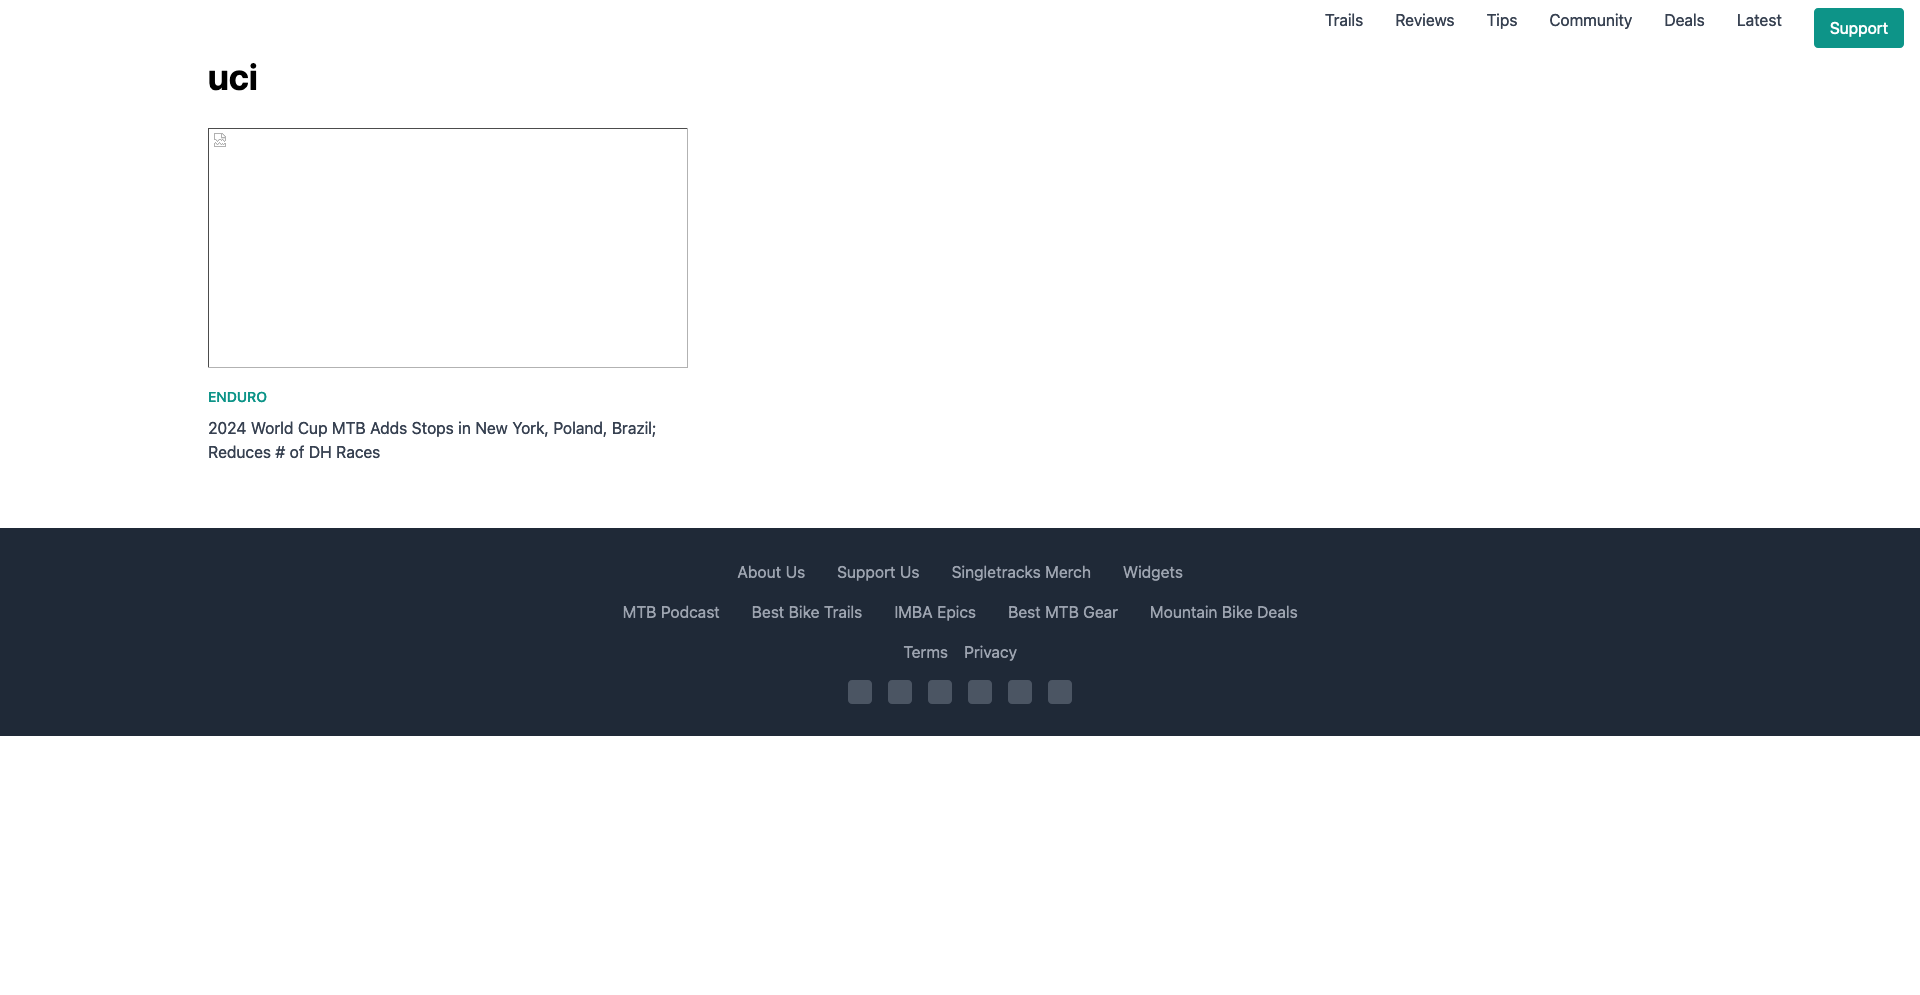 Trails Reviews Tips Community Deals Latest Support
uci
ENDURO
2024 World Cup MTB Adds Stops in New York, Poland, Brazil;
Reduces # of DH Races
About Us Support Us Singletracks Merch Widgets
MTB Podcast Best Bike Trails IMBA Epics Best MTB Gear Mountain Bike Deals
Terms Privacy